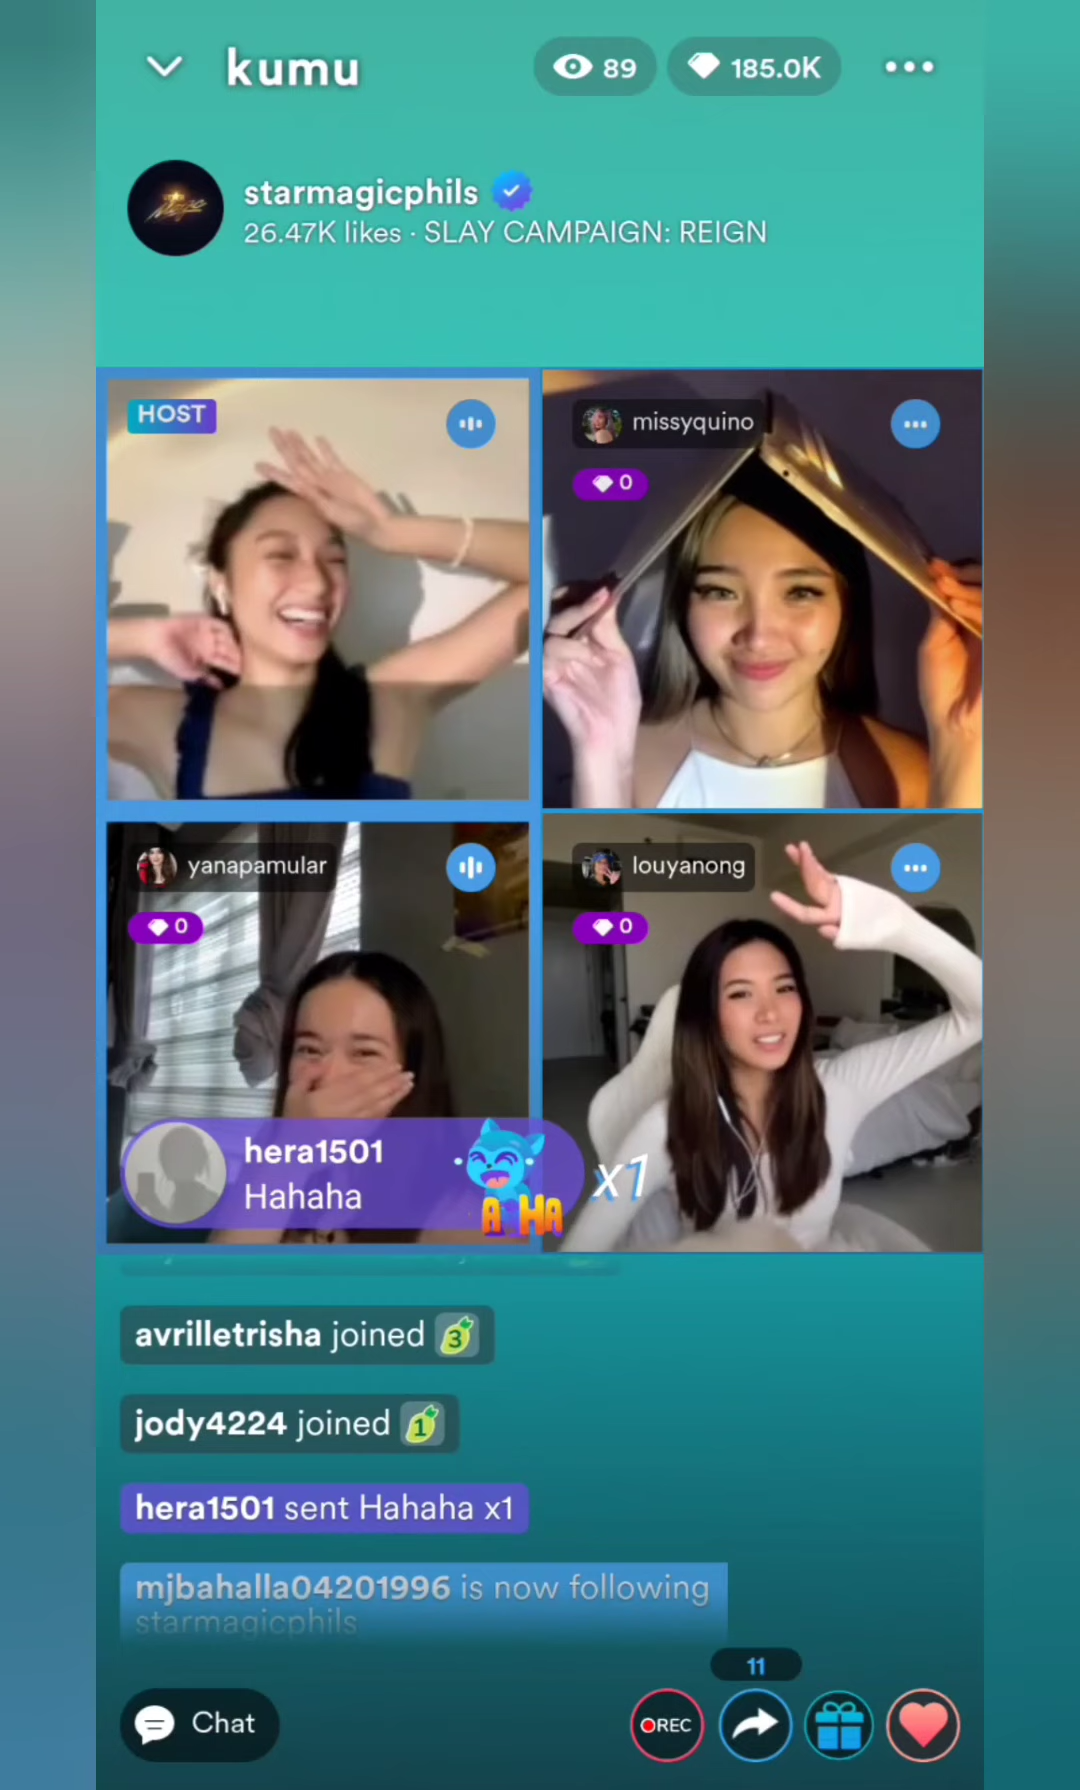 kumu
89
185.0K
starmagicphils
26.47K likes · SLAY CAMPAIGN: REIGN
HOST
missyquino
0
yanapamular
0
louyanong
0
hera1501
Hahaha
HA
x1
avrilletrisha joined 3
jody4224 joined 1
hera1501 sent Hahaha x1
mjbahalla04201996 is now following
starmagicphils
11
Chat
REC